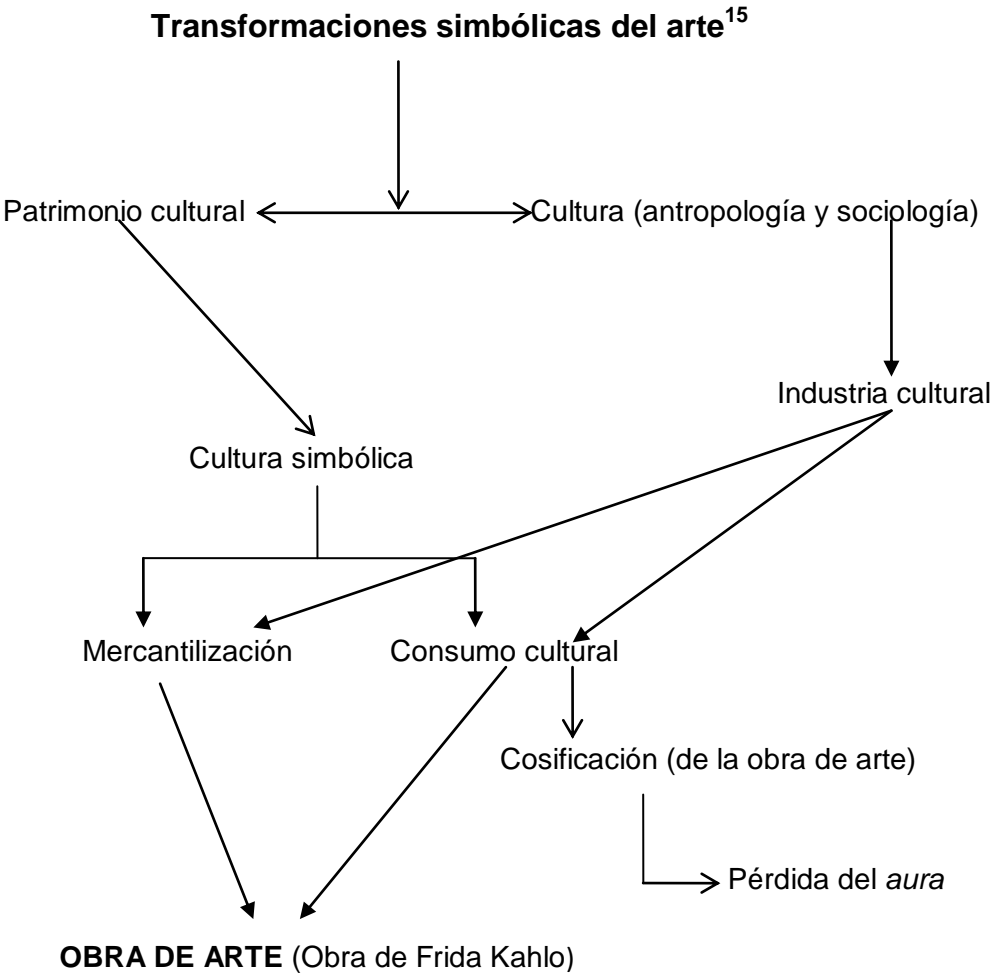 Transformaciones simbólicas del arte15
Patrimonio cultural
Cultura (antropología y sociología)
Industria cultural
Cultura simbólica
Mercantilización
Consumo cultural
Cosificación (de la obra de arte)
Pérdida del aura
OBRA DE ARTE (Obra de Frida Kahlo)